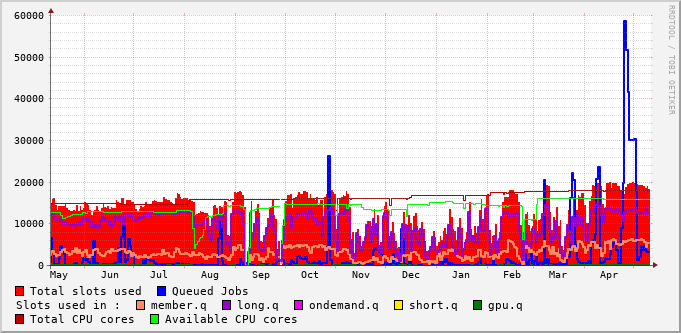 60000
50000
40000
30000
20000
10000
0
May Jun Jul Aug Sep Oct Nov Dec Jan Feb Mar Apr
Total slots used Queued Jobs
Slots used in : member.q long.q ondemand.q short.q gpu.q
Total CPU cores Available CPU cores
RRDTOOL / TOBI OETIKER